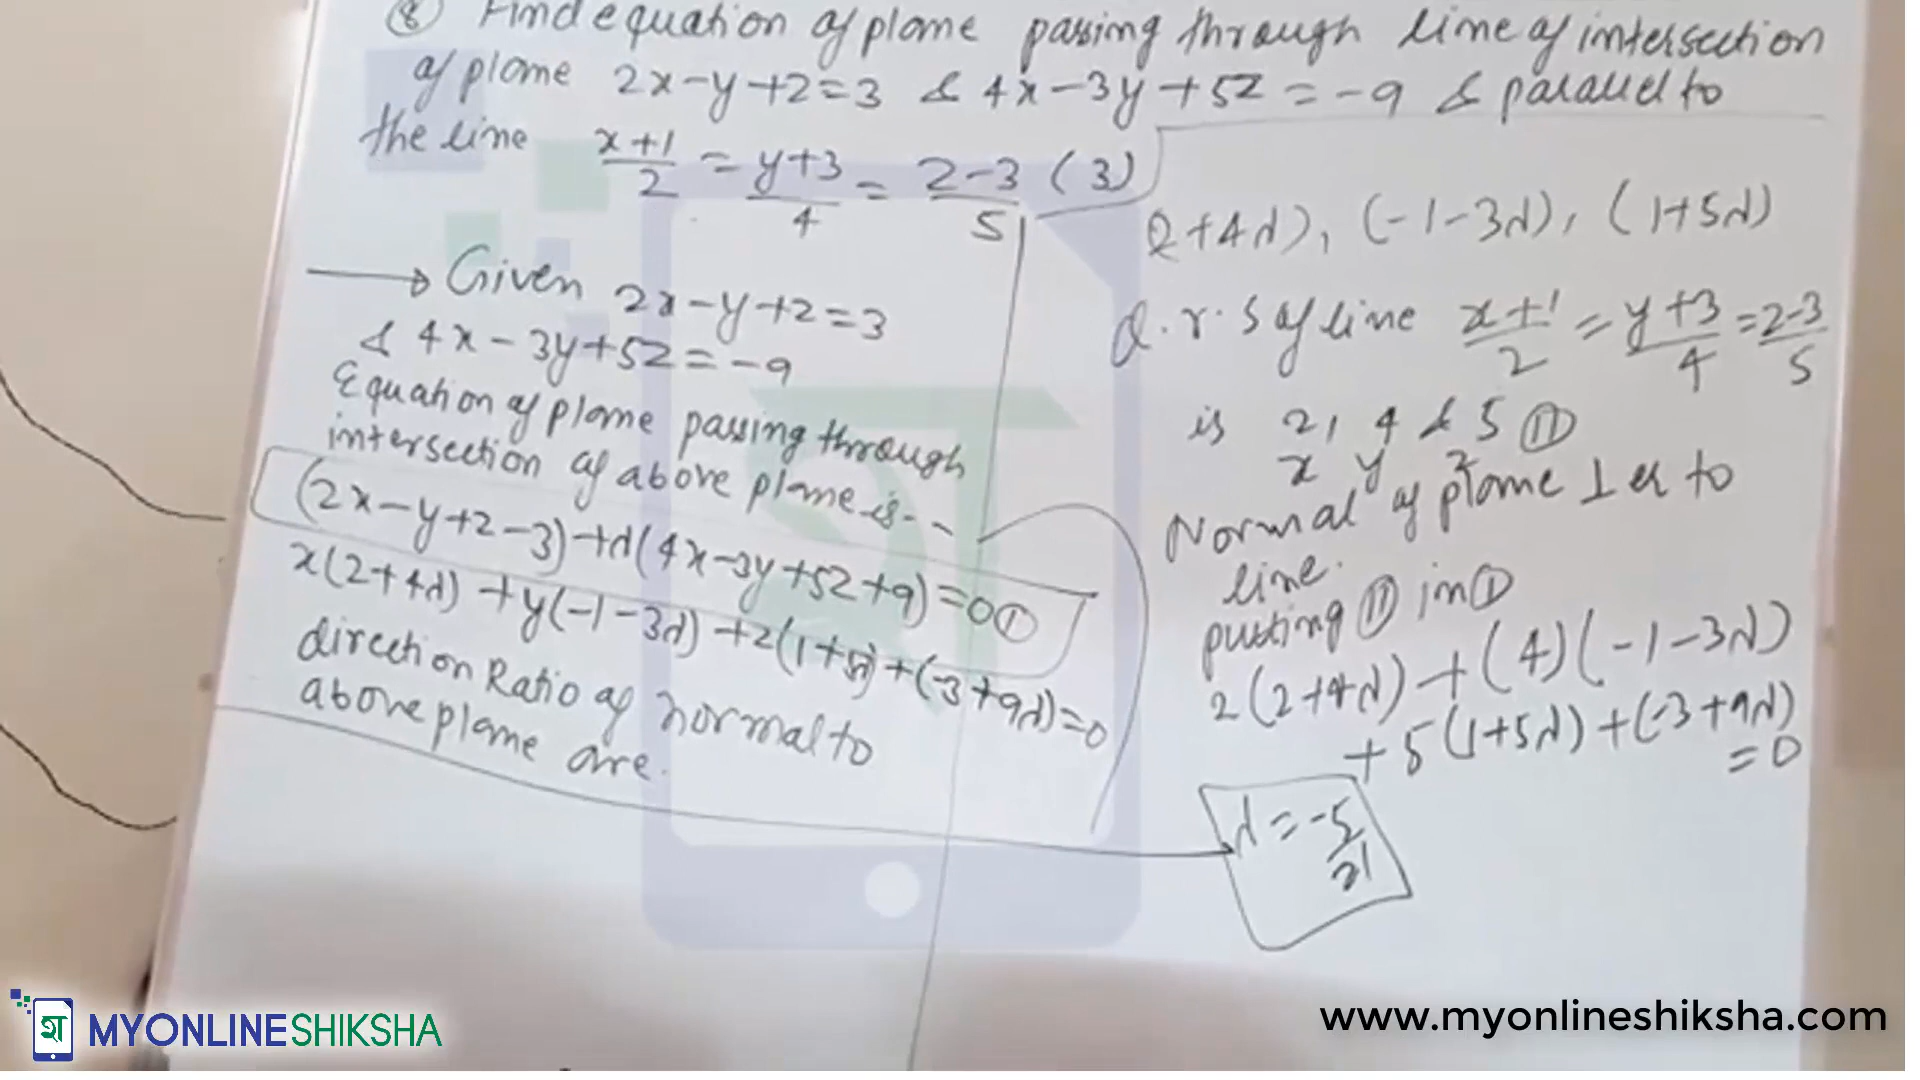 ⑧ Find equation of plane passing through line of intersection
of plane 2x-y+z=3 & 4x-3y+5z=-9 & parallel to
the line x+1/2 = y+3/4 = z-3/5 (3)
→ Given 2x-y+z=3
& 4x-3y+5z=-9
Equation of plane passing through
intersection of above plane is--
(2x-y+z-3)+λ(4x-3y+5z+9)=0 ①
x(2+4λ)+y(-1-3λ)+z(1+5λ)+(-3+9λ)=0
direction Ratio of normal to
above plane are.
2+4λ), (-1-3λ), (1+5λ)
d.r.s of line x+1/2 = y+3/4 = z-3/5
is 2, 4 & 5 ⑪
x y z
Normal of plane ⊥er to
line.
putting ⑪ in ①
2(2+4λ)+(4)(-1-3λ)
+5(1+5λ)+(-3+9λ)
=0
λ=-5/21
MYONLINESHIKSHA
www.myonlineshiksha.com